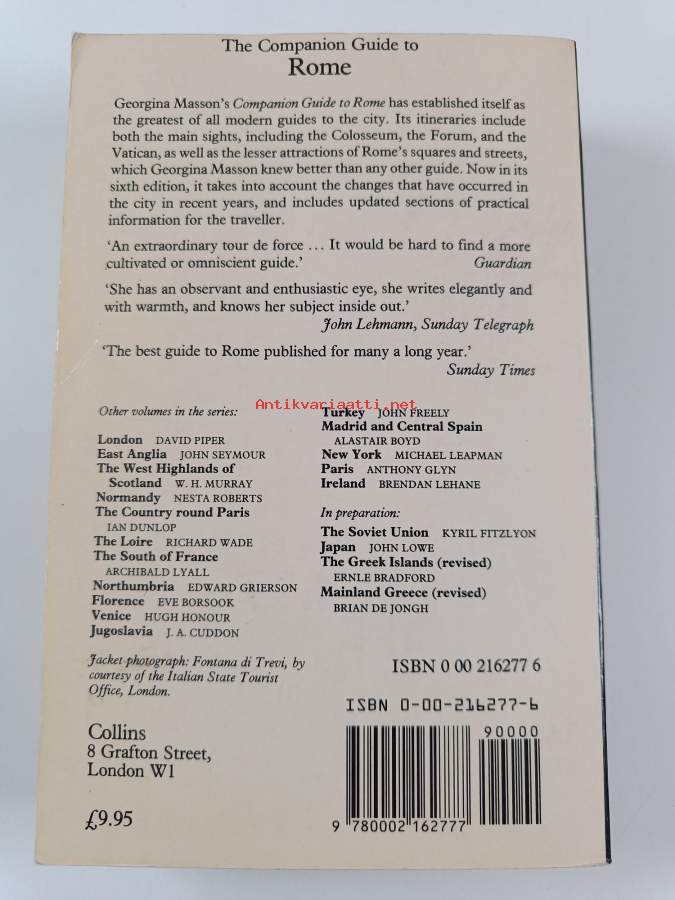 The Companion Guide to
Rome
Georgina Masson's Companion Guide to Rome has established itself as
the greatest of all modern guides to the city. Its itineraries include
both the main sights, including the Colosseum, the Forum, and the
Vatican, as well as the lesser attractions of Rome's squares and streets,
which Georgina Masson knew better than any other guide. Now in its
sixth edition, it takes into account the changes that have occurred in
the city in recent years, and includes updated sections of practical
information for the traveller.
'An extraordinary tour de force ... It would be hard to find a more
cultivated or omniscient guide.' Guardian
'She has an observant and enthusiastic eye, she writes elegantly and
with warmth, and knows her subject inside out.'
John Lehmann, Sunday Telegraph
'The best guide to Rome published for many a long year.'
Sunday Times
Antikvariaatti.net
Other volumes in the series:
London DAVID PIPER
East Anglia JOHN SEYMOUR
The West Highlands of
Scotland W. H. MURRAY
Normandy NESTA ROBERTS
The Country round Paris
IAN DUNLOP
The Loire RICHARD WADE
The South of France
ARCHIBALD LYALL
Northumbria EDWARD GRIERSON
Florence EVE BORSOOK
Venice HUGH HONOUR
Jugoslavia J. A. CUDDON
Turkey JOHN FREELY
Madrid and Central Spain
ALASTAIR BOYD
New York MICHAEL LEAPMAN
Paris ANTHONY GLYN
Ireland BRENDAN LEHANE
In preparation:
The Soviet Union KYRIL FITZLYON
Japan JOHN LOWE
The Greek Islands (revised)
ERNLE BRADFORD
Mainland Greece (revised)
BRIAN DE JONGH
Jacket photograph: Fontana di Trevi, by
courtesy of the Italian State Tourist
Office, London.
Collins
8 Grafton Street,
London W1
£9.95
ISBN 0 00 216277 6
ISBN 0-00-216277-6
90000
9 780002 162777